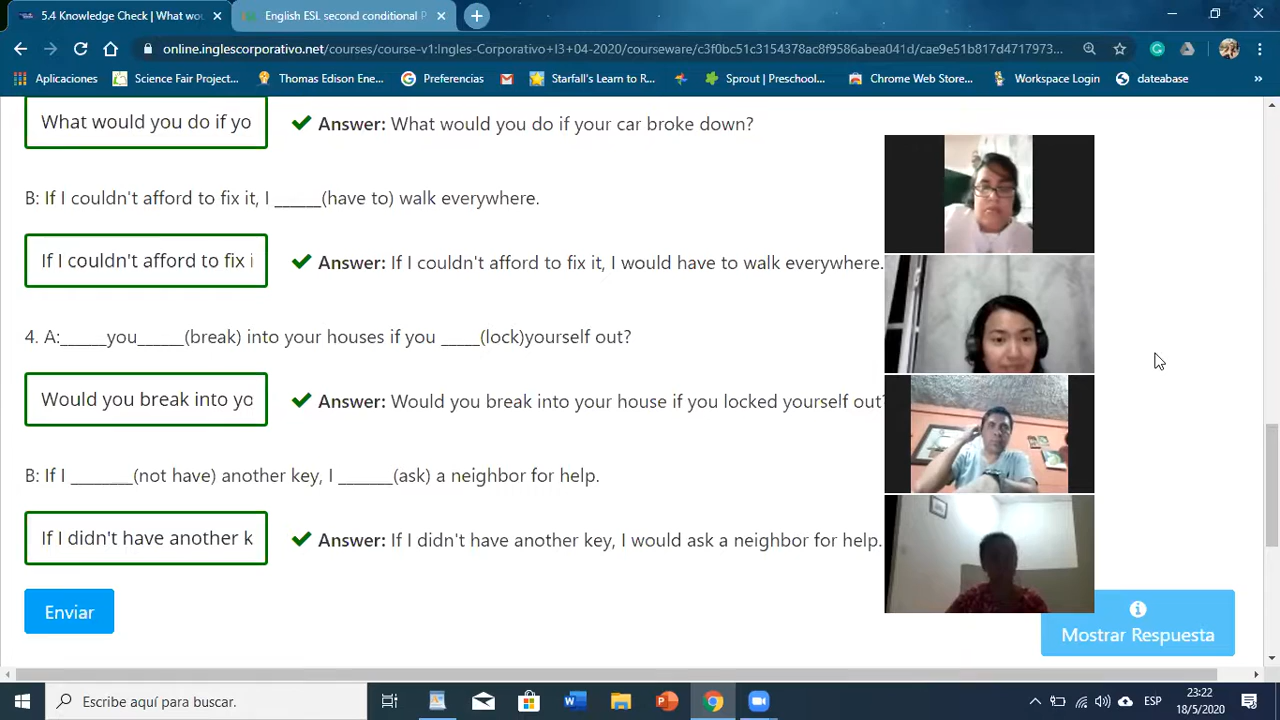 5.4 Knowledge Check | What wou
English ESL second conditional P
online.inglescorporativo.net/courses/course-v1:Ingles-Corporativo+I3+04-2020/courseware/c3f0bc51c3154378ac8f9586abea041d/cae9e51b817d4717973...
Aplicaciones
Science Fair Project...
Thomas Edison Ene...
Preferencias
Starfall's Learn to R...
Sprout | Preschool...
Chrome Web Store...
Workspace Login
dateabase
What would you do if yo
Answer: What would you do if your car broke down?
B: If I couldn't afford to fix it, I ______(have to) walk everywhere.
If I couldn't afford to fix i
Answer: If I couldn't afford to fix it, I would have to walk everywhere.
4. A:______you______(break) into your houses if you _____(lock)yourself out?
Would you break into yo
Answer: Would you break into your house if you locked yourself out?
B: If I ________(not have) another key, I _______(ask) a neighbor for help.
If I didn't have another k
Answer: If I didn't have another key, I would ask a neighbor for help.
Enviar
Mostrar Respuesta
Escribe aquí para buscar.
ESP
23:22
18/5/2020